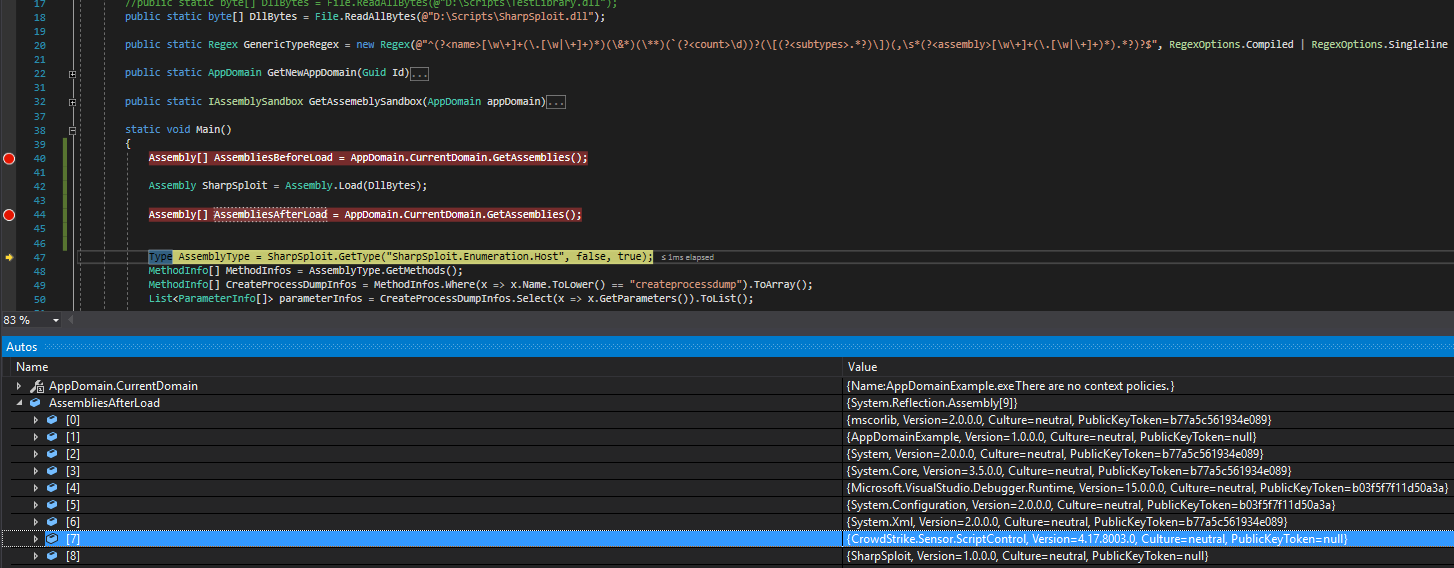 17 //public static byte[] DllBytes = File.ReadAllBytes(@"D:\Scripts\TestLibrary.dll");
18 public static byte[] DllBytes = File.ReadAllBytes(@"D:\Scripts\SharpSploit.dll");
19
20 public static Regex GenericTypeRegex = new Regex(@"^(?<name>[\w\+]+(\.[\w|\+]+)*)(\&*)(\**)(`(?<count>\d))?(\[(?<subtypes>.*?)\])(,\s*(?<assembly>[\w\+]+(\.[\w|\+]+)*).*?)?$", RegexOptions.Compiled | RegexOptions.Singleline
21
22 public static AppDomain GetNewAppDomain(Guid Id)...
31
32 public static IAssemblySandbox GetAssemeblySandbox(AppDomain appDomain)...
37
38 static void Main()
39 {
40 Assembly[] AssembliesBeforeLoad = AppDomain.CurrentDomain.GetAssemblies();
41
42 Assembly SharpSploit = Assembly.Load(DllBytes);
43
44 Assembly[] AssembliesAfterLoad = AppDomain.CurrentDomain.GetAssemblies();
45
46
47 Type AssemblyType = SharpSploit.GetType("SharpSploit.Enumeration.Host", false, true); ≤ 1ms elapsed
48 MethodInfo[] MethodInfos = AssemblyType.GetMethods();
49 MethodInfo[] CreateProcessDumpInfos = MethodInfos.Where(x => x.Name.ToLower() == "createprocessdump").ToArray();
50 List<ParameterInfo[]> parameterInfos = CreateProcessDumpInfos.Select(x => x.GetParameters()).ToList();
83 %
Autos
Name Value
AppDomain.CurrentDomain {Name:AppDomainExample.exeThere are no context policies.}
AssembliesAfterLoad {System.Reflection.Assembly[9]}
[0] {mscorlib, Version=2.0.0.0, Culture=neutral, PublicKeyToken=b77a5c561934e089}
[1] {AppDomainExample, Version=1.0.0.0, Culture=neutral, PublicKeyToken=null}
[2] {System, Version=2.0.0.0, Culture=neutral, PublicKeyToken=b77a5c561934e089}
[3] {System.Core, Version=3.5.0.0, Culture=neutral, PublicKeyToken=b77a5c561934e089}
[4] {Microsoft.VisualStudio.Debugger.Runtime, Version=15.0.0.0, Culture=neutral, PublicKeyToken=b03f5f7f11d50a3a}
[5] {System.Configuration, Version=2.0.0.0, Culture=neutral, PublicKeyToken=b03f5f7f11d50a3a}
[6] {System.Xml, Version=2.0.0.0, Culture=neutral, PublicKeyToken=b77a5c561934e089}
[7] {CrowdStrike.Sensor.ScriptControl, Version=4.17.8003.0, Culture=neutral, PublicKeyToken=null}
[8] {SharpSploit, Version=1.0.0.0, Culture=neutral, PublicKeyToken=null}